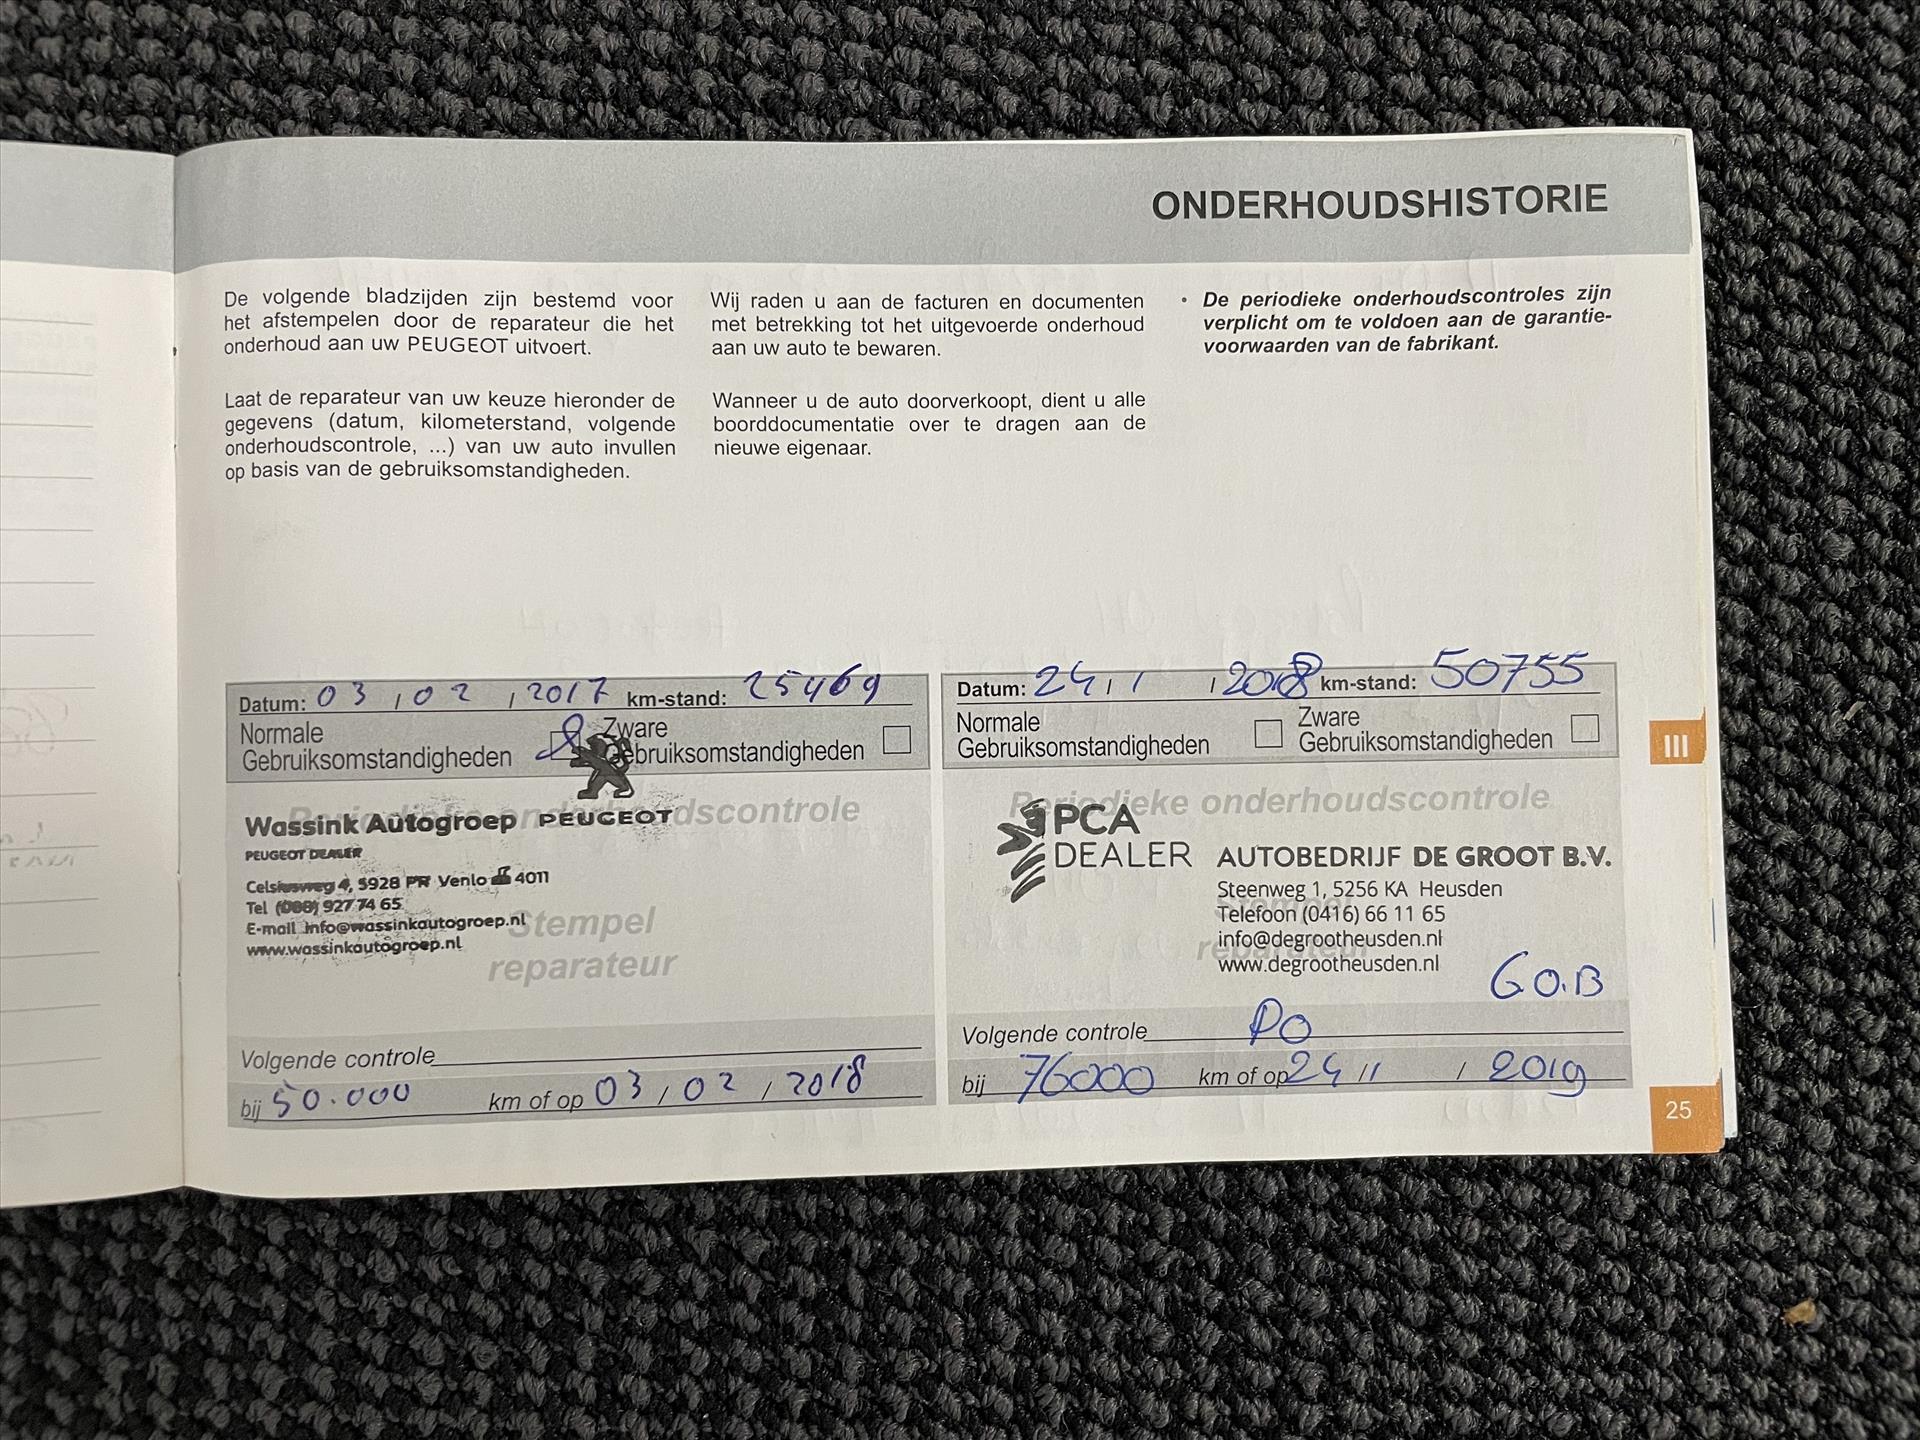 ONDERHOUDSHISTORIE
De volgende bladzijden zijn bestemd voor
het afstempelen door de reparateur die het
onderhoud aan uw PEUGEOT uitvoert.
Laat de reparateur van uw keuze hieronder de
gegevens (datum, kilometerstand, volgende
onderhoudscontrole, ...) van uw auto invullen
op basis van de gebruiksomstandigheden.
Wij raden u aan de facturen en documenten
met betrekking tot het uitgevoerde onderhoud
aan uw auto te bewaren.
Wanneer u de auto doorverkoopt, dient u alle
boorddocumentatie over te dragen aan de
nieuwe eigenaar.
• De periodieke onderhoudscontroles zijn
verplicht om te voldoen aan de garantie-
voorwaarden van de fabrikant.
Datum: 03 / 02 / 2017 km-stand: 25469
Normale
Gebruiksomstandigheden
Zware
Gebruiksomstandigheden
Periodieke onderhoudscontrole
Wassink Autogroep PEUGEOT
PEUGEOT DEALER
Celsiusweg 4, 5928 PR Venlo 4011
Tel (088) 927 74 65
E-mail info@wassinkautogroep.nl
www.wassinkautogroep.nl
Stempel
reparateur
Volgende controle
bij 50.000 km of op 03 / 02 / 2018
Datum: 24 / 1 / 2018 km-stand: 50755
Normale
Gebruiksomstandigheden
Zware
Gebruiksomstandigheden
Periodieke onderhoudscontrole
PCA
DEALER
AUTOBEDRIJF DE GROOT B.V.
Steenweg 1, 5256 KA Heusden
Telefoon (0416) 66 11 65
info@degrootheusden.nl
www.degrootheusden.nl
Stempel
reparateur
G.O.B
Volgende controle PO
bij 76000 km of op 24 / 1 / 2019
III
25